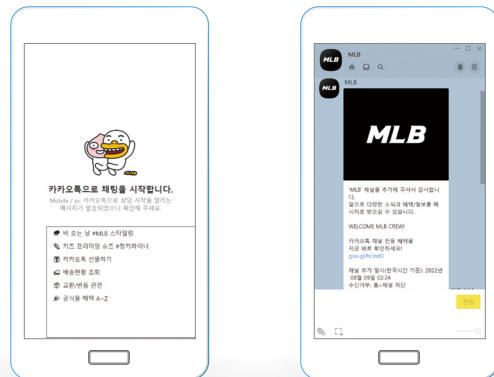 카카오톡으로 채팅을 시작합니다.
Mobile / pc 카카오톡으로 상담 시작을 알리는
메시지가 발송되었으니 확인해 주세요.
비 오는 날 #MLB 스타일링
키즈 프리미엄 슈즈 #청키라이너
카카오톡 선물하기
배송현황 조회
교환/반품 관련
공식몰 혜택 A~Z
MLB
MLB
MLB
MLB
MLB
'MLB' 채널을 추가해 주셔서 감사합니
다.
앞으로 다양한 소식과 혜택/정보를 메
시지로 받으실 수 있습니다.
WELCOME MLB CREW!
카카오톡 채널 전용 혜택을
지금 바로 확인하세요!
채널 추가 일시(한국시간 기준): 2022년
08월 09일 02:24
수신거부: 홈>채널 차단
전송